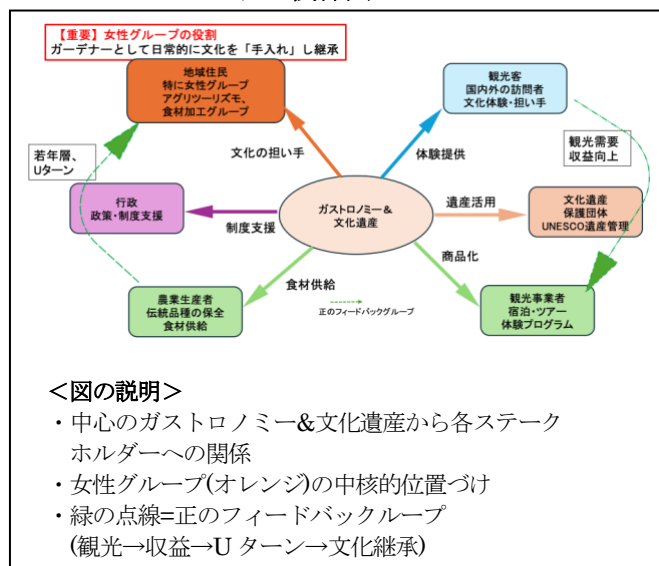 【重要】女性グループの役割
ガーデナーとして日常的に文化を「手入れ」し継承
地域住民
特に女性グループ
アグリツーリズモ、
食材加工グループ
観光客
国内外の訪問者
文化体験・担い手
若年層、
Uターン
文化の担い手
体験提供
観光需要
収益向上
行政
政策・制度支援
制度支援
ガストロノミー＆
文化遺産
遺産活用
文化遺産
保護団体
UNESCO遺産管理
食材供給
商品化
農業生産者
伝統品種の保全
食材供給
正のフィードバックグループ
観光事業者
宿泊・ツアー
体験プログラム
＜図の説明＞
・中心のガストロノミー&文化遺産から各ステーク
ホルダーへの関係
・女性グループ(オレンジ)の中核的位置づけ
・緑の点線=正のフィードバックループ
(観光→収益→U ターン→文化継承)